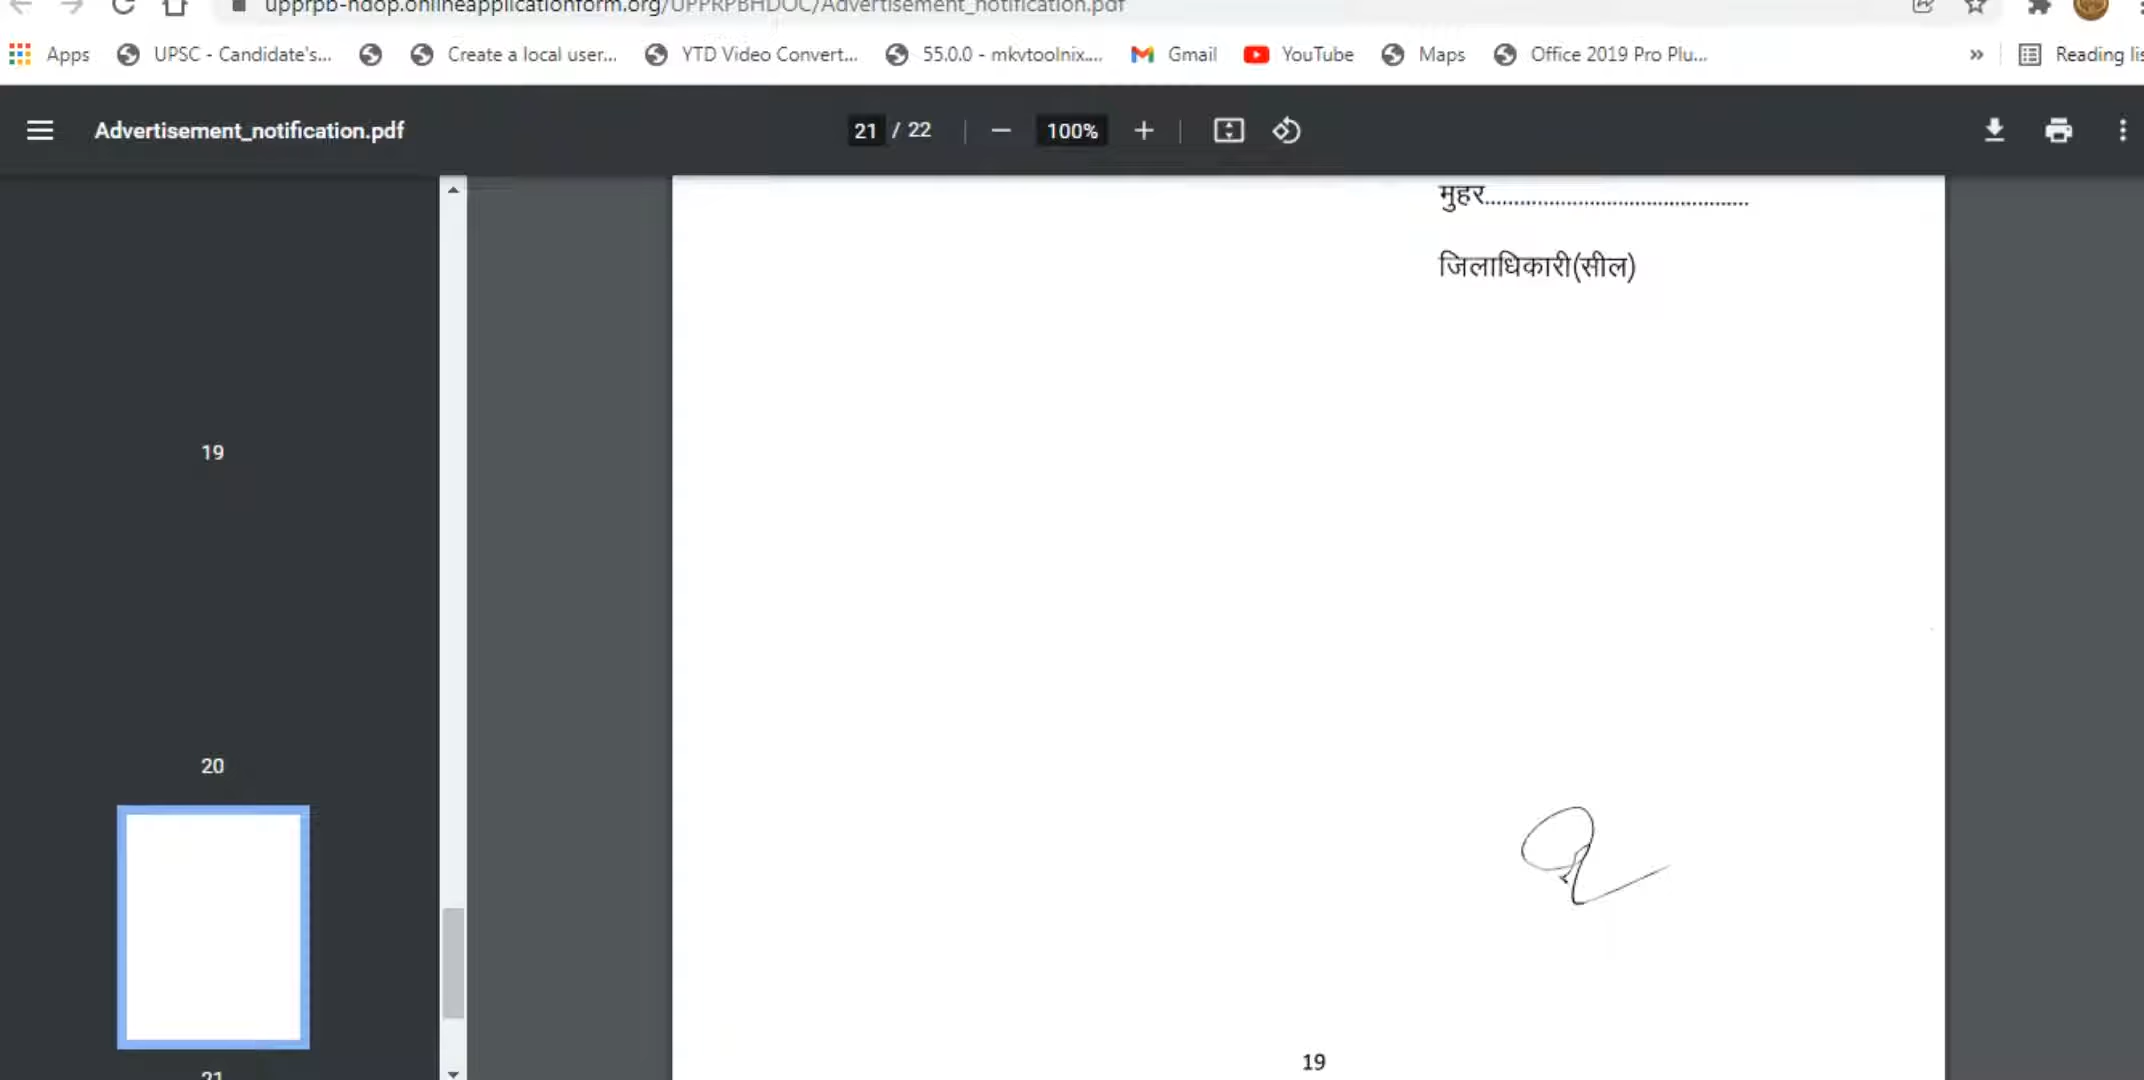 upprpb-hdop.onlineapplicationform.org/UPPRPBHDOC/Advertisement_notification.pdf
Apps UPSC - Candidate's... Create a local user... YTD Video Convert... 55.0.0 - mkvtoolnix.... Gmail YouTube Maps Office 2019 Pro Plu... » Reading lis
Advertisement_notification.pdf 21 / 22 100%
मुहर.............................................
जिलाधिकारी(सील)
19
20
21
19